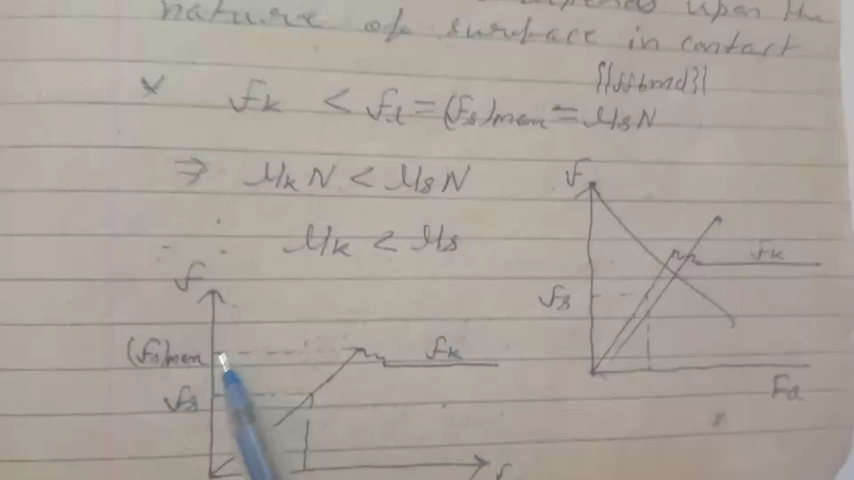 upon the
nature of surface in contact
fk < fl = (fs)max = μsN
⇒ μkN < μsN
μk < μs
f
fs
fk
Fa
f
(fs)max
fs
fk